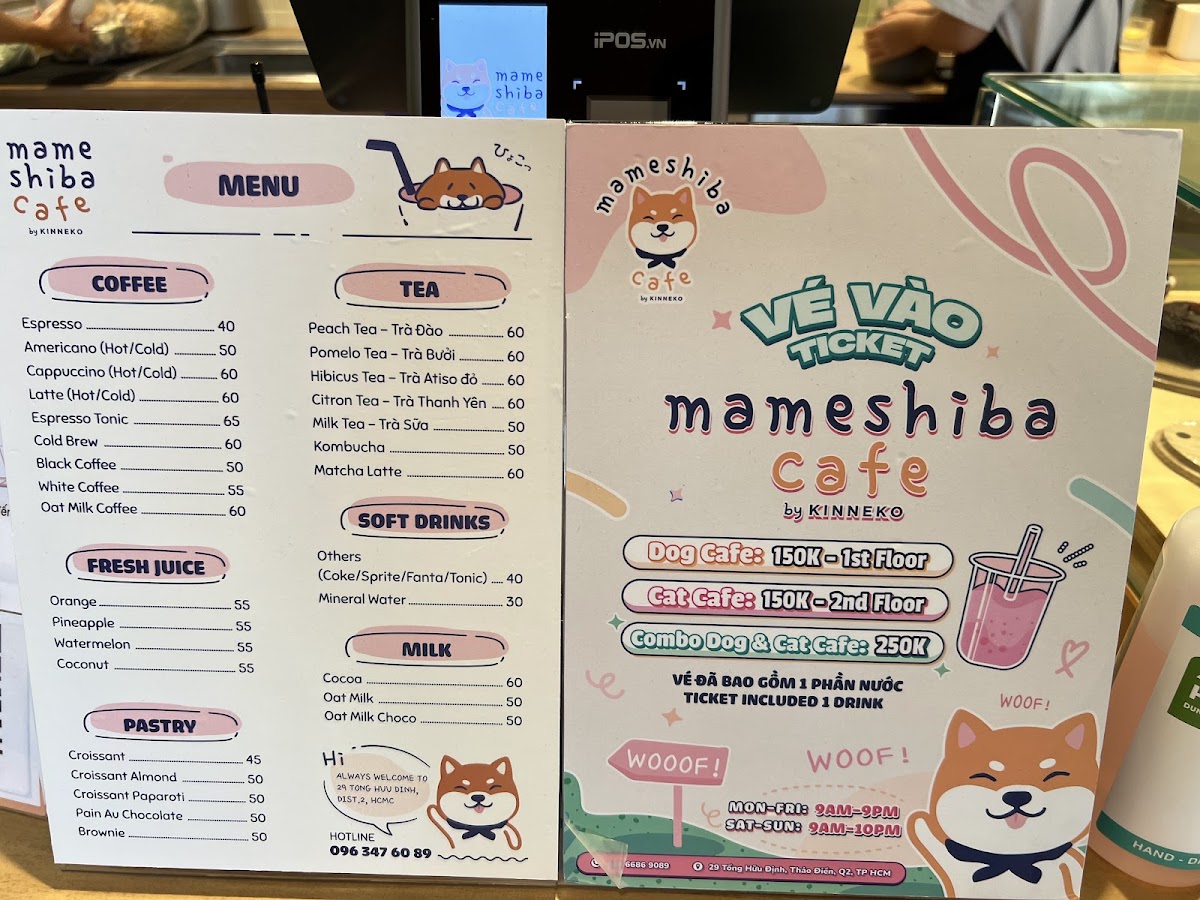 mame
shiba
cafe
iPOS.VN
mame
shiba
cafe
by KINNEKO
MENU
ひょこっ
COFFEE
Espresso 40
Americano (Hot/Cold) 50
Cappuccino (Hot/Cold) 60
Latte (Hot/Cold) 60
Espresso Tonic 65
Cold Brew 60
Black Coffee 50
White Coffee 55
Oat Milk Coffee 60
FRESH JUICE
Orange 55
Pineapple 55
Watermelon 55
Coconut 55
PASTRY
Croissant 45
Croissant Almond 50
Croissant Paparoti 50
Pain Au Chocolate 50
Brownie 50
TEA
Peach Tea – Trà Đào 60
Pomelo Tea – Trà Bưởi 60
Hibicus Tea – Trà Atiso đỏ 60
Citron Tea – Trà Thanh Yên 60
Milk Tea – Trà Sữa 50
Kombucha 50
Matcha Latte 60
SOFT DRINKS
Others
(Coke/Sprite/Fanta/Tonic) 40
Mineral Water 30
MILK
Cocoa 60
Oat Milk 50
Oat Milk Choco 50
Hi
ALWAYS WELCOME TO
29 TONG HUU DINH,
DIST,2, HCMC
HOTLINE
096 347 60 89
mameshiba
cafe
by KINNEKO
VÉ VÀO
TICKET
mameshiba
cafe
by KINNEKO
Dog Cafe: 150K - 1st Floor
Cat Cafe: 150K - 2nd Floor
Combo Dog & Cat Cafe: 250K
VÉ ĐÃ BAO GỒM 1 PHẦN NƯỚC
TICKET INCLUDED 1 DRINK
WOOF!
WOOF!
WOOOF!
MON-FRI: 9AM-9PM
SAT-SUN: 9AM-10PM
6686 9089
29 Tống Hữu Định, Thảo Điền, Q2, TP HCM
HAND